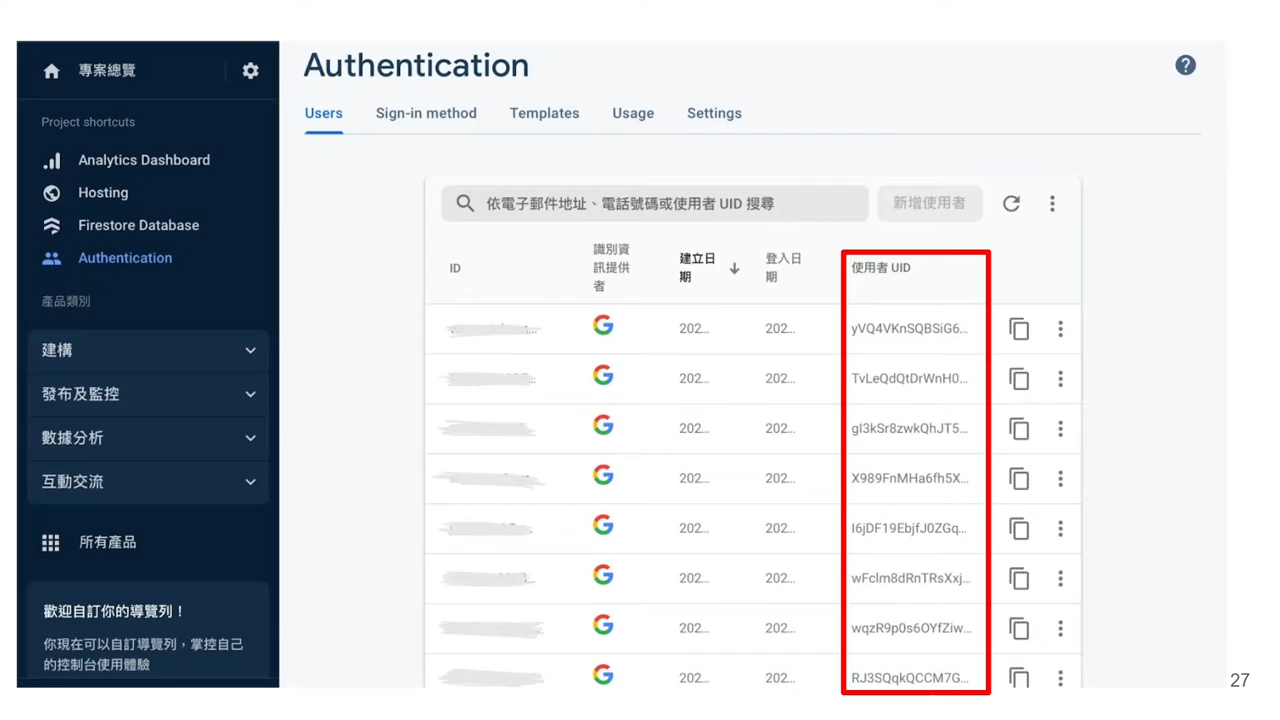 專案總覽
Project shortcuts
Analytics Dashboard
Hosting
Firestore Database
Authentication
產品類別
建構
發布及監控
數據分析
互動交流
所有產品
歡迎自訂你的導覽列！
你現在可以自訂導覽列，掌控自己
的控制台使用體驗
Authentication
Users Sign-in method Templates Usage Settings
依電子郵件地址、電話號碼或使用者 UID 搜尋 新增使用者
ID 識別資訊提供者 建立日期 登入日期 使用者 UID
202... 202... yVQ4VKnSQBSiG6...
202... 202... TvLeQdQtDrWnH0...
202... 202... gI3kSr8zwkQhJT5...
202... 202... X989FnMHa6fh5X...
202... 202... I6jDF19EbjfJ0ZGq...
202... 202... wFclm8dRnTRsXxj...
202... 202... wqzR9p0s6OYfZiw...
202... 202... RJ3SQqkQCCM7G...
27